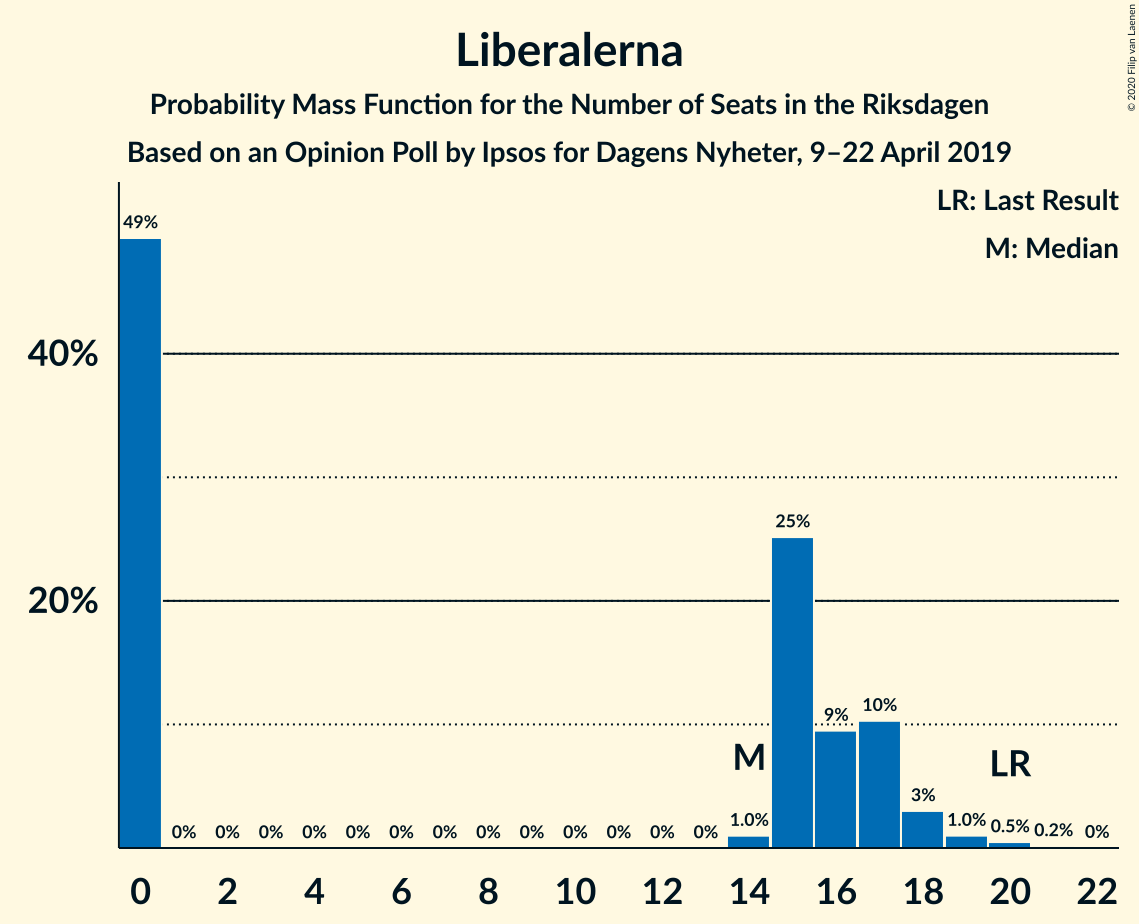 Liberalerna
Probability Mass Function for the Number of Seats in the Riksdagen
Based on an Opinion Poll by Ipsos for Dagens Nyheter, 9–22 April 2019
© 2020 Filip van Laenen
LR: Last Result
M: Median
49%
40%
25%
20%
10%
9%
M
LR
3%
0% 0% 0% 0% 0% 0% 0% 0% 0% 0% 0% 0% 0% 1.0% 1.0% 0.5% 0.2% 0%
0 2 4 6 8 10 12 14 16 18 20 22